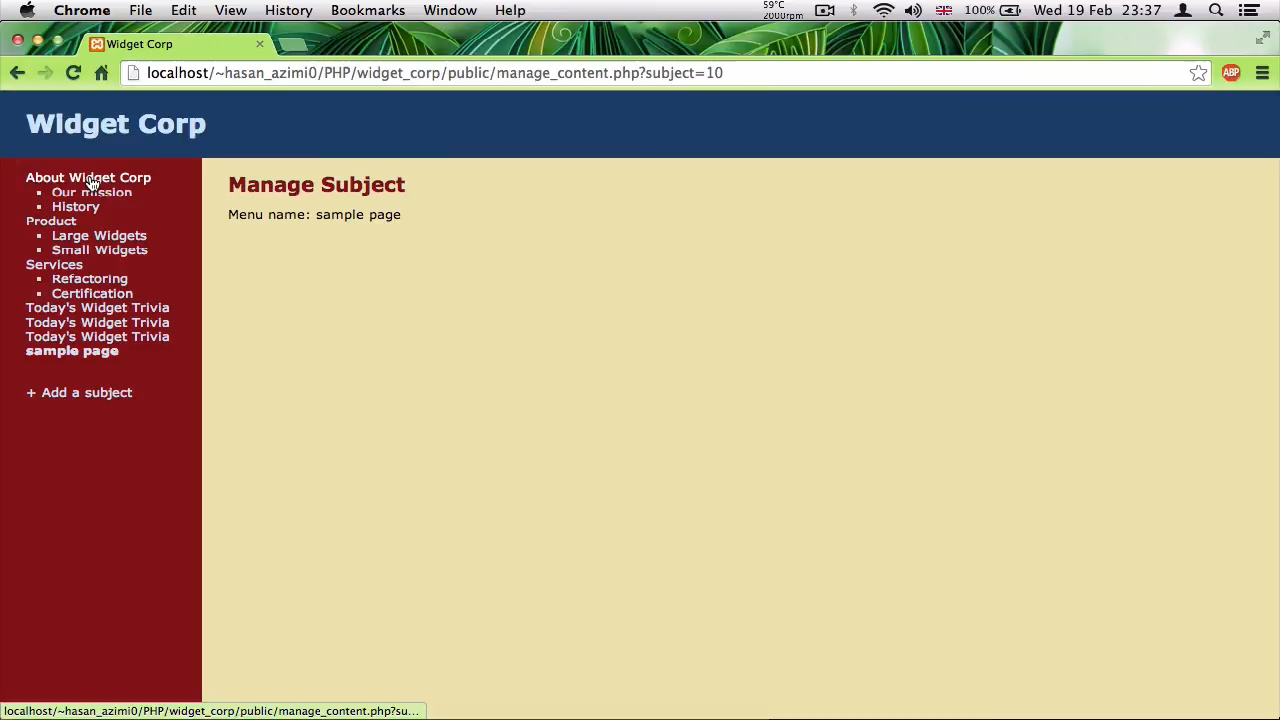 Chrome File Edit View History Bookmarks Window Help 59°C 2000rpm 100% Wed 19 Feb 23:37
Widget Corp
localhost/~hasan_azimi0/PHP/widget_corp/public/manage_content.php?subject=10
ABP
Widget Corp
About Widget Corp
Our mission
History
Product
Large Widgets
Small Widgets
Services
Refactoring
Certification
Today's Widget Trivia
Today's Widget Trivia
Today's Widget Trivia
sample page
+ Add a subject
Manage Subject
Menu name: sample page
localhost/~hasan_azimi0/PHP/widget_corp/public/manage_content.php?su...